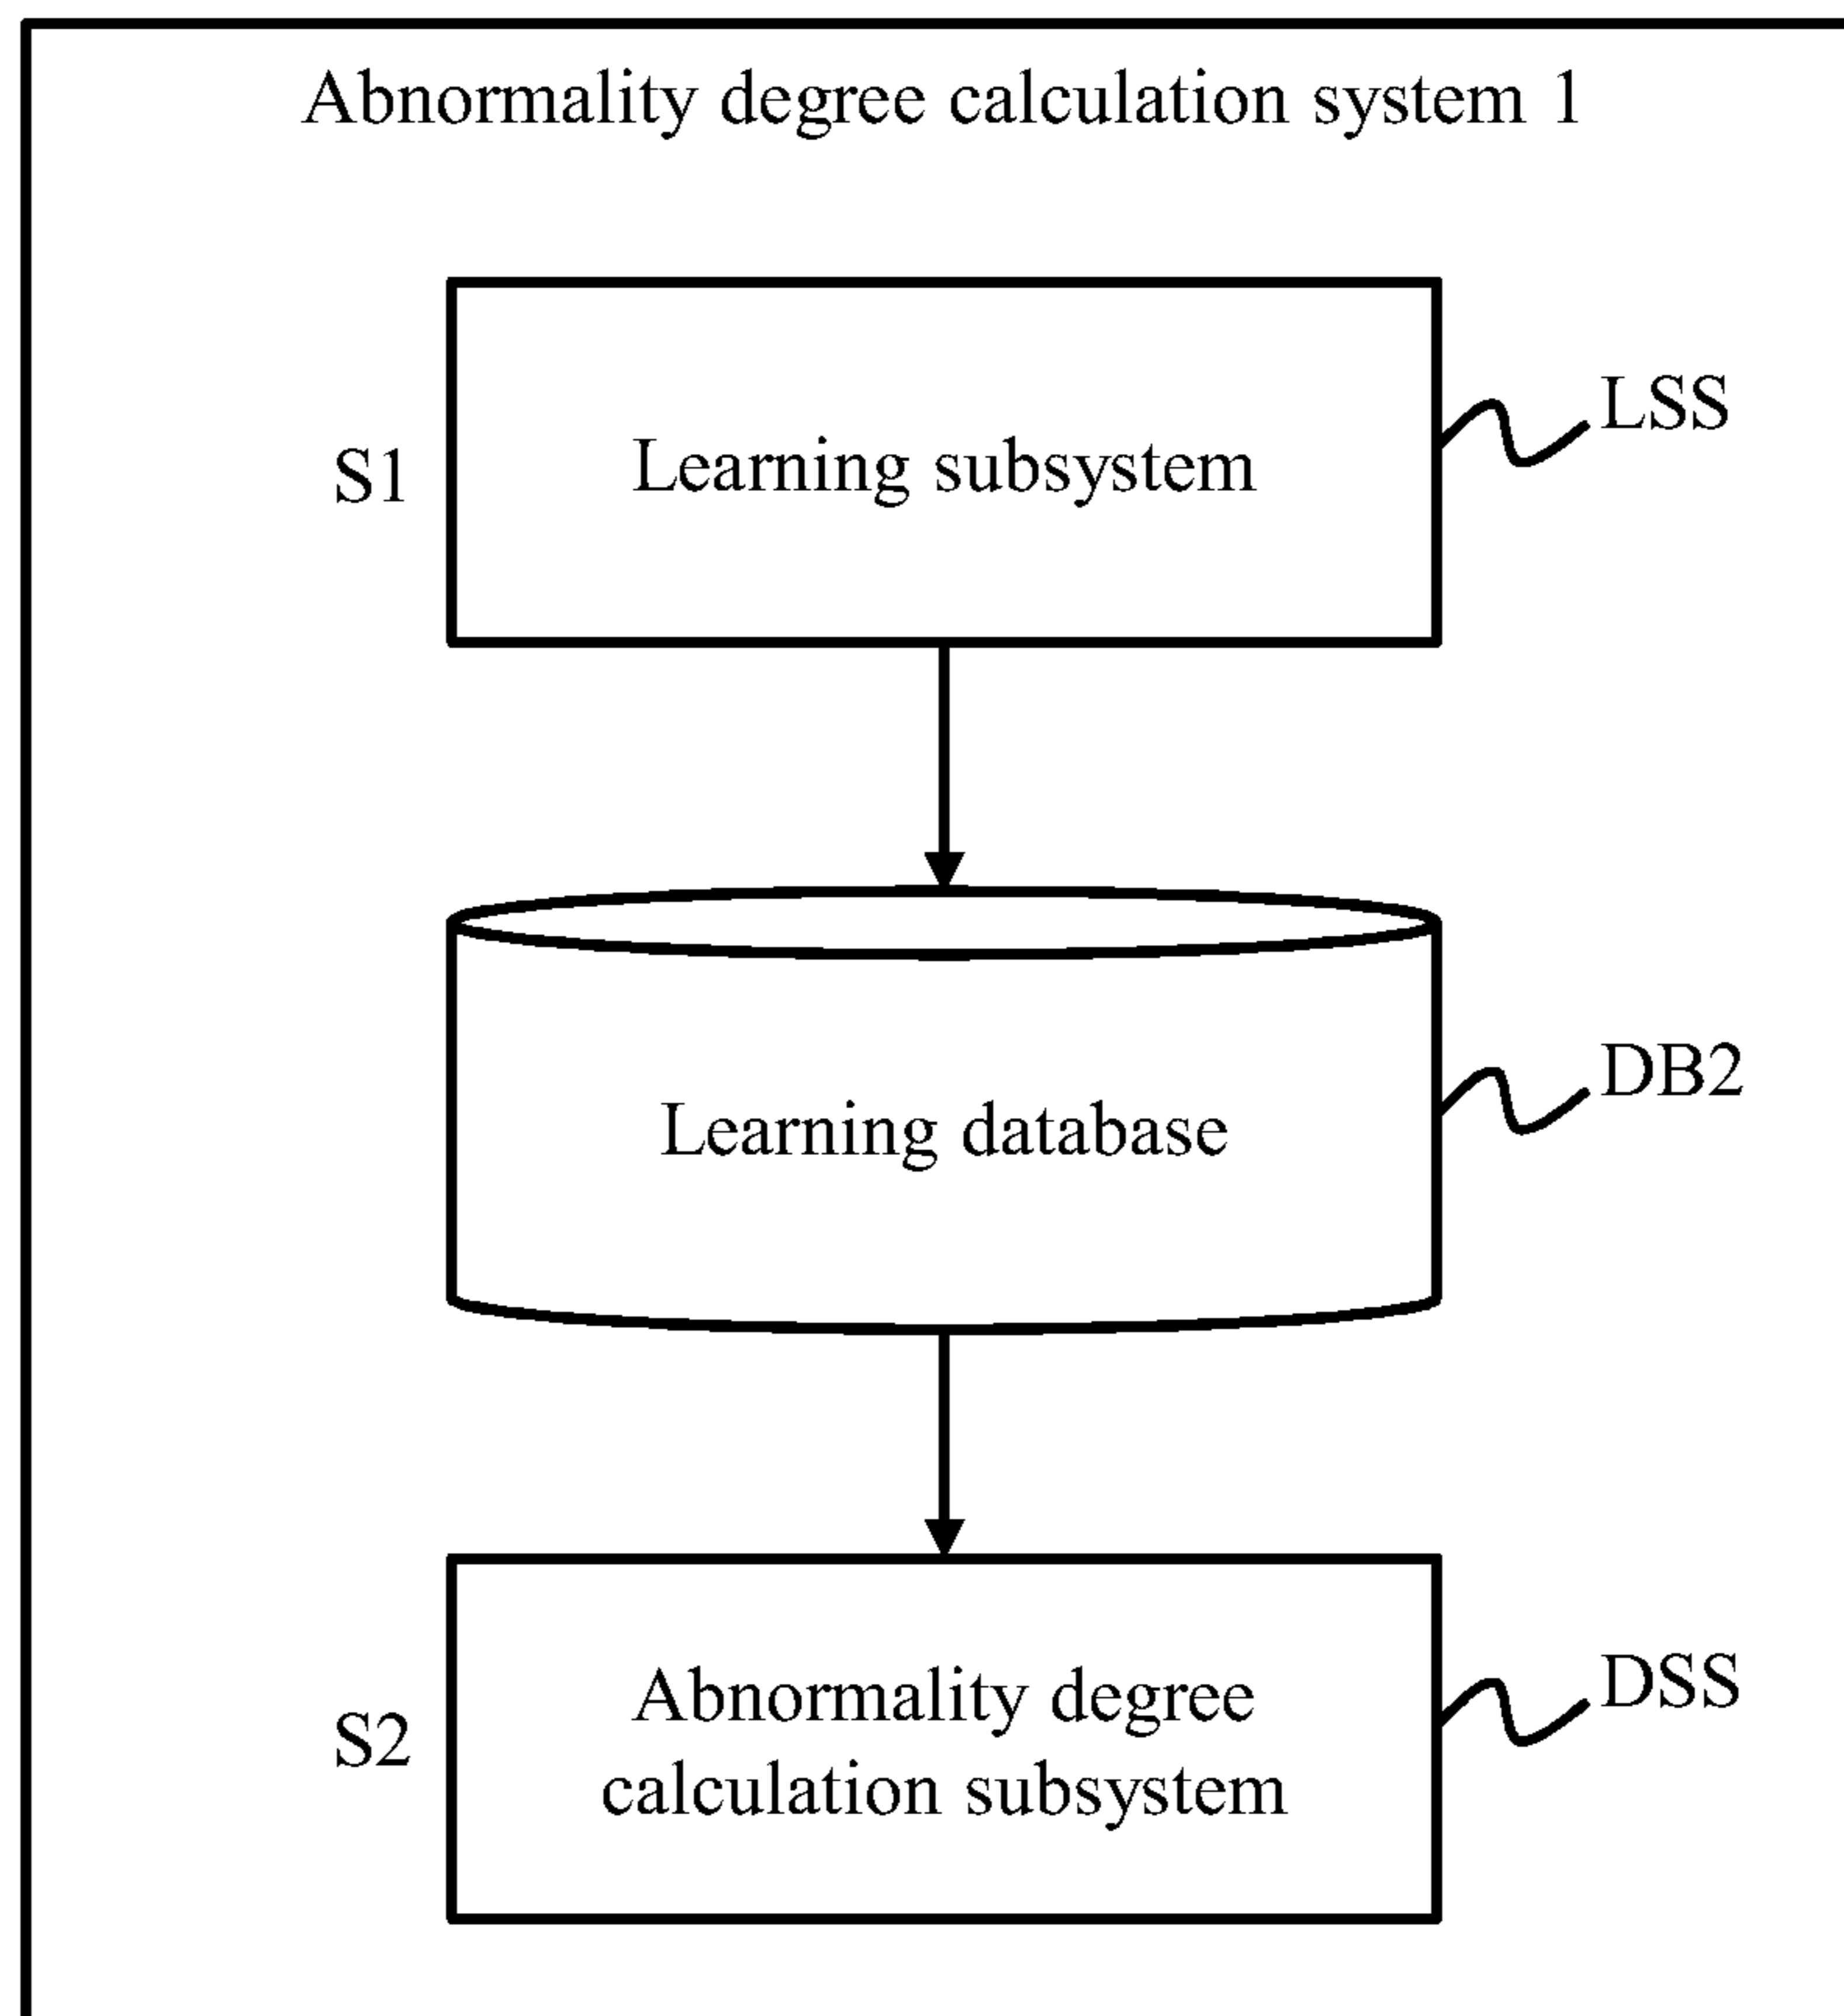 Abnormality degree calculation system 1
LSS
S1
Learning subsystem
DB2
Learning database
DSS
S2
Abnormality degree
calculation subsystem